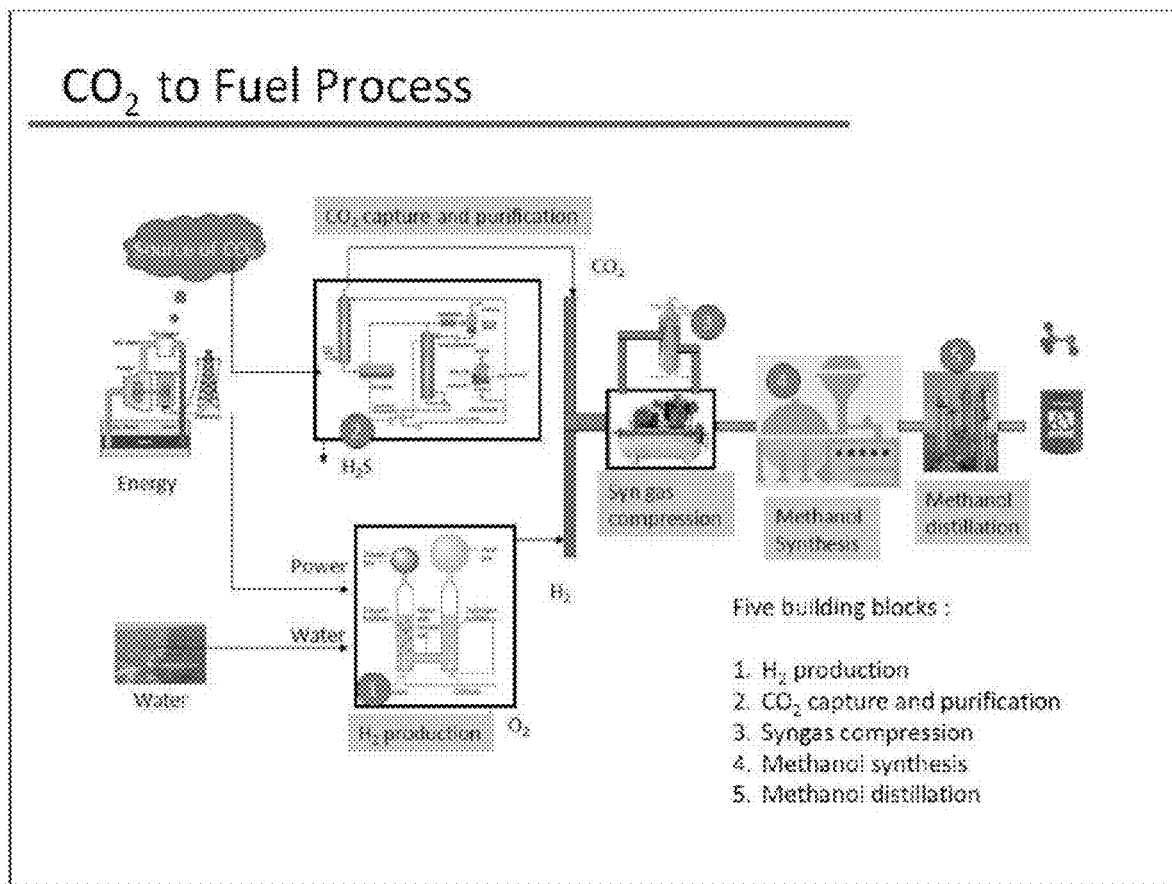 CO₂ to Fuel Process
CO₂ capture and purification
CO₂
H₂S
Energy
Syn gas
compression
Methanol
Synthesis
Methanol
distillation
Power
H₂
Water
Water
H₂ production
O₂
Five building blocks :
1. H₂ production
2. CO₂ capture and purification
3. Syngas compression
4. Methanol synthesis
5. Methanol distillation